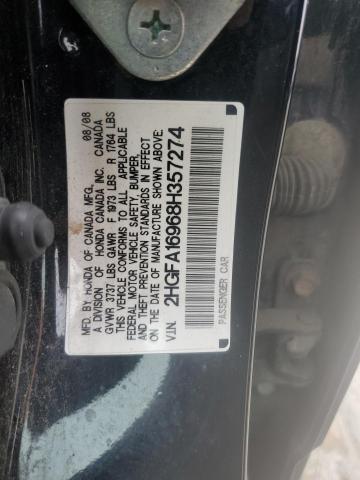 MFD. BY HONDA OF CANADA MFG. 08/08
A DIVISION OF HONDA CANADA INC. CANADA
GVWR 3737 LBS GAWR F 1973 LBS R 1764 LBS
THIS VEHICLE CONFORMS TO ALL APPLICABLE
FEDERAL MOTOR VEHICLE SAFETY, BUMPER,
AND THEFT PREVENTION STANDARDS IN EFFECT
ON THE DATE OF MANUFACTURE SHOWN ABOVE.
V.I.N. 2HGFA16968H357274
PASSENGER CAR